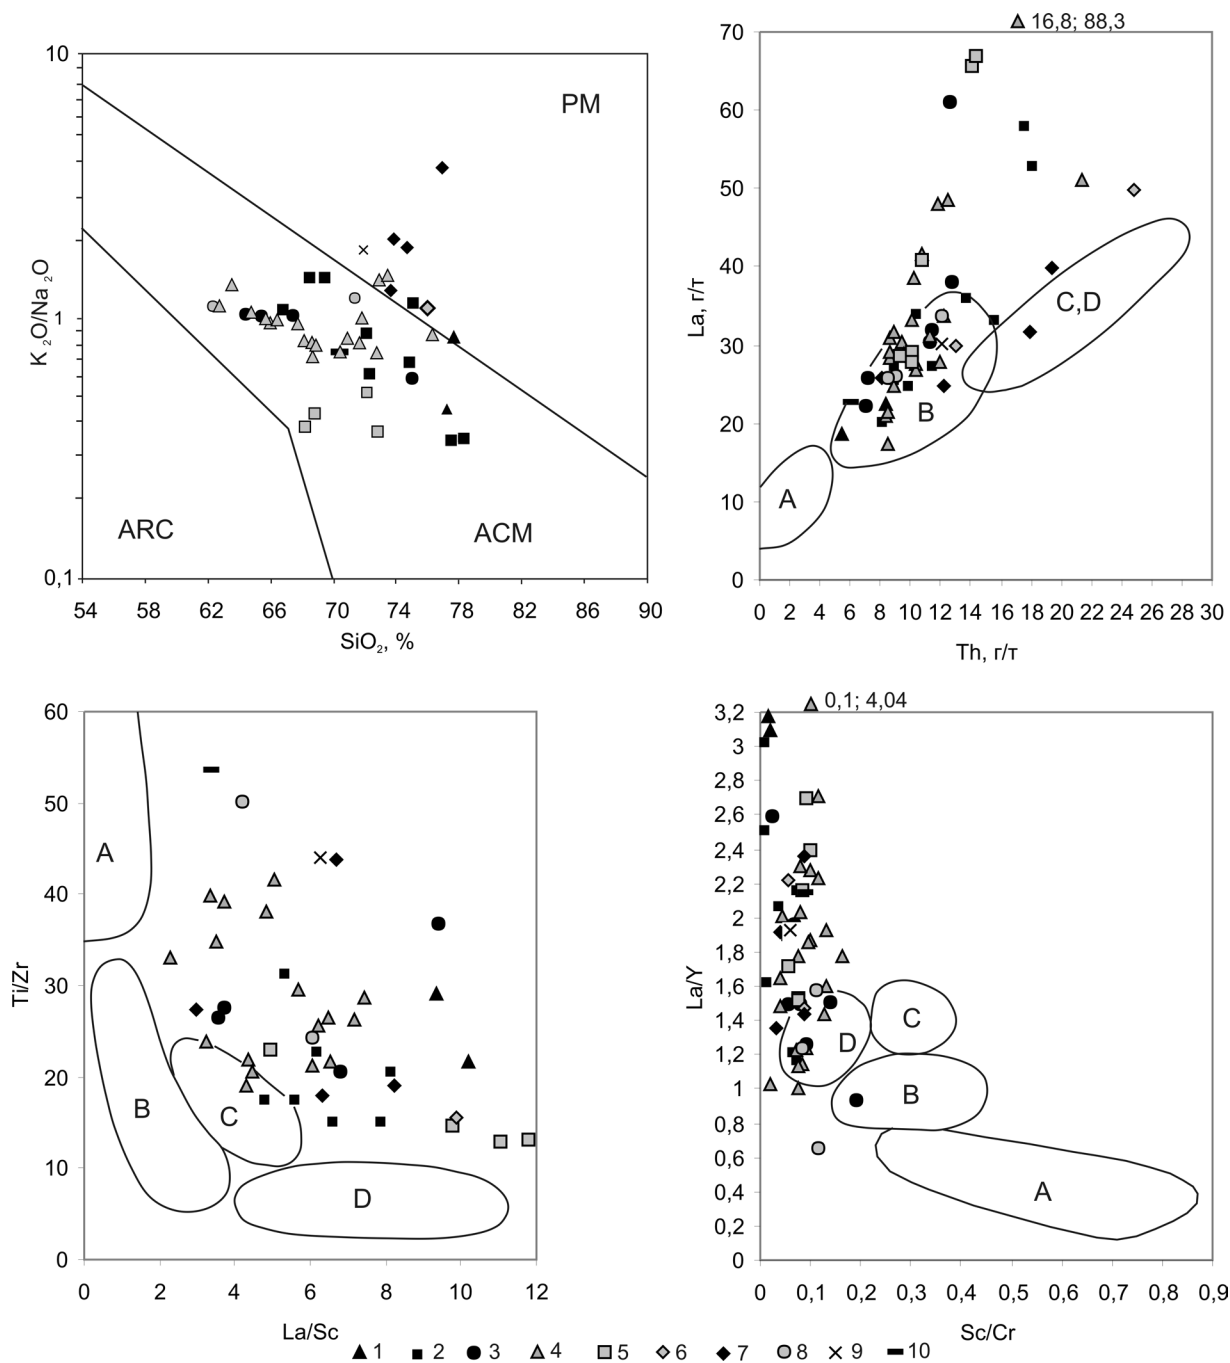 10
1
0,1
K₂O/Na₂O
PM
ARC
ACM
54 62 66 70 74 78 82 86 90
SiO₂, %
16,8; 88,3
70
60
50
40
30
20
10
0
La, г/т
A
B
C,D
0 2 4 6 8 10 12 14 16 18 20 22 24 26 28 30
Th, г/т
60
50
40
30
20
10
0
Ti/Zr
A
B
C
D
0 2 4 6 8 10 12
La/Sc
0,1; 4,04
3,2
3
2,8
2,6
2,4
2,2
2
1,8
1,6
1,4
1,2
1
0,8
0,6
0,4
0,2
0
La/Y
D
C
B
A
0 0,1 0,2 0,3 0,4 0,5 0,6 0,7 0,8 0,9
Sc/Cr
1 2 3 4 5 6 7 8 9 10